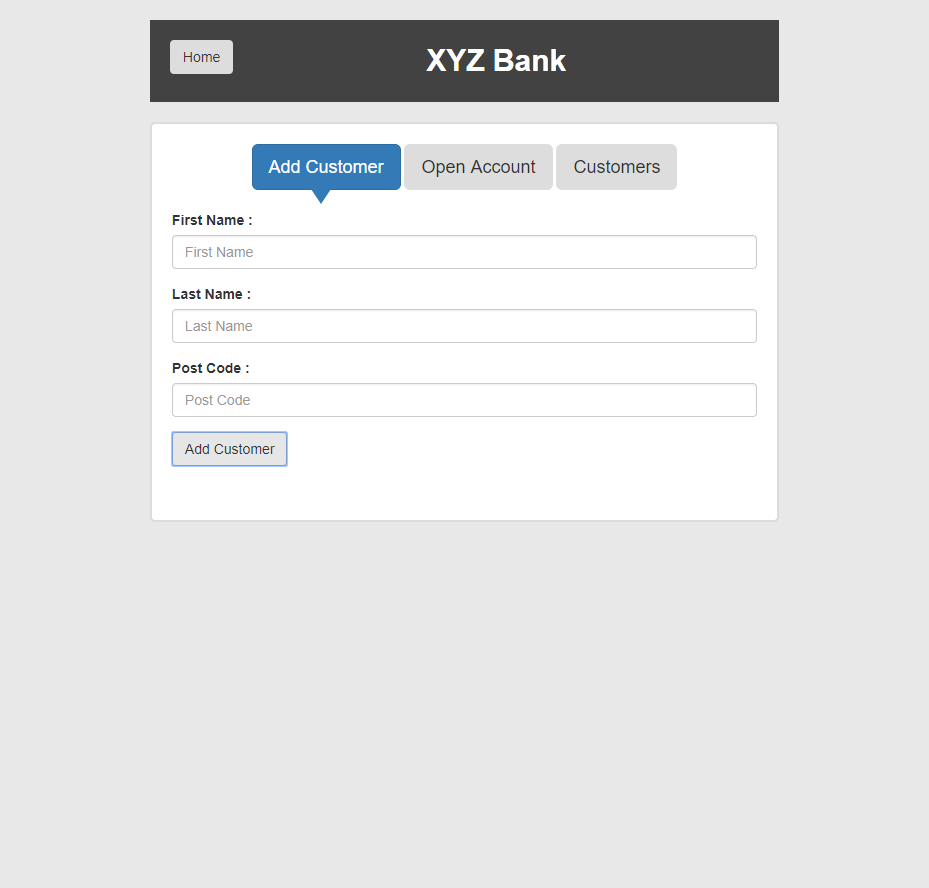 Home
XYZ Bank
Add Customer
Open Account
Customers
First Name :
First Name
Last Name :
Last Name
Post Code :
Post Code
Add Customer